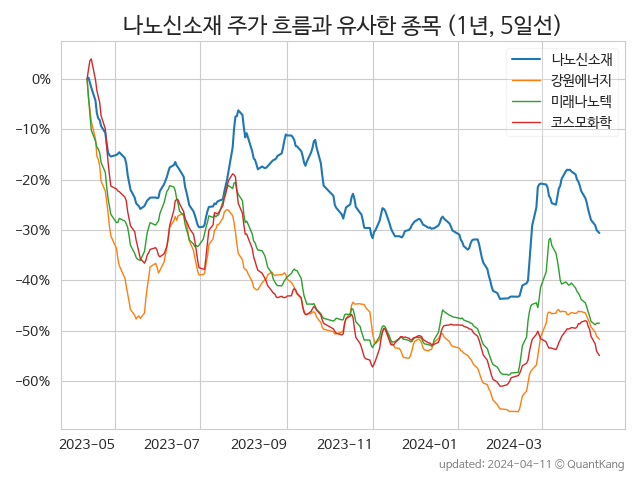 나노신소재 주가 흐름과 유사한 종목 (1년, 5일선)
나노신소재
강원에너지
미래나노텍
코스모화학
0%
−10%
−20%
−30%
−40%
−50%
−60%
2023-05 2023-07 2023-09 2023-11 2024-01 2024-03
updated: 2024-04-11 © QuantKang